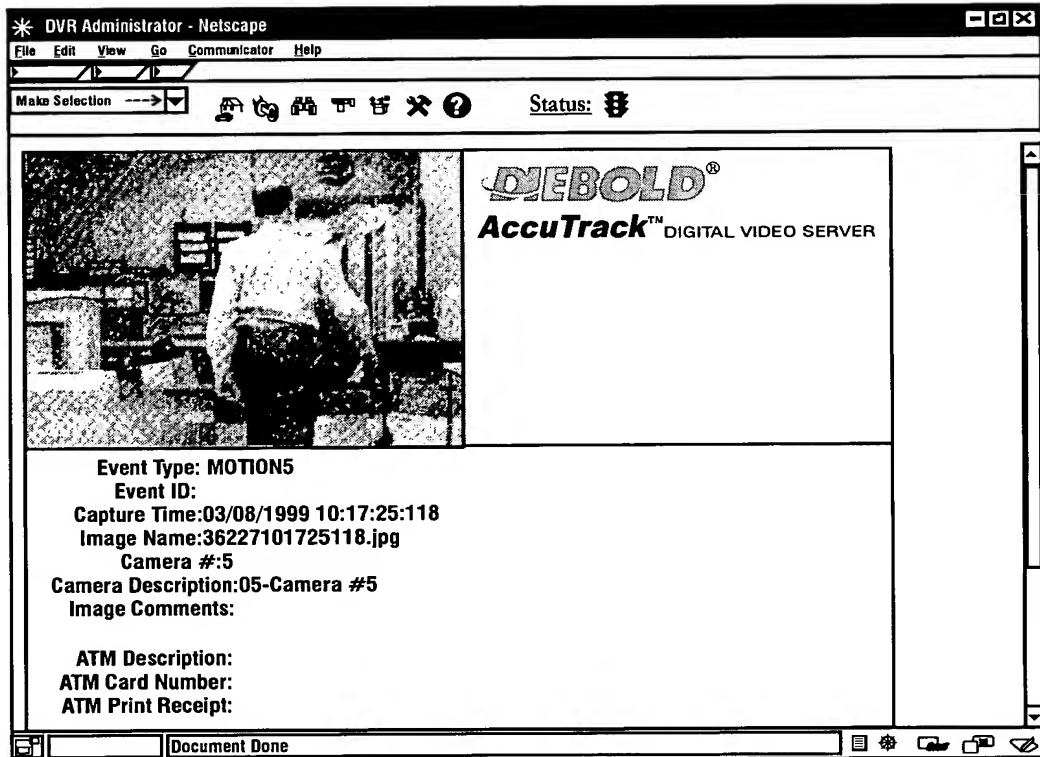 DVR Administrator - Netscape
File Edit View Go Communicator Help
Make Selection --->
Status:
DIEBOLD®
AccuTrack™ DIGITAL VIDEO SERVER
Event Type: MOTION5
Event ID:
Capture Time:03/08/1999 10:17:25:118
Image Name:36227101725118.jpg
Camera #:5
Camera Description:05-Camera #5
Image Comments:
ATM Description:
ATM Card Number:
ATM Print Receipt:
Document Done